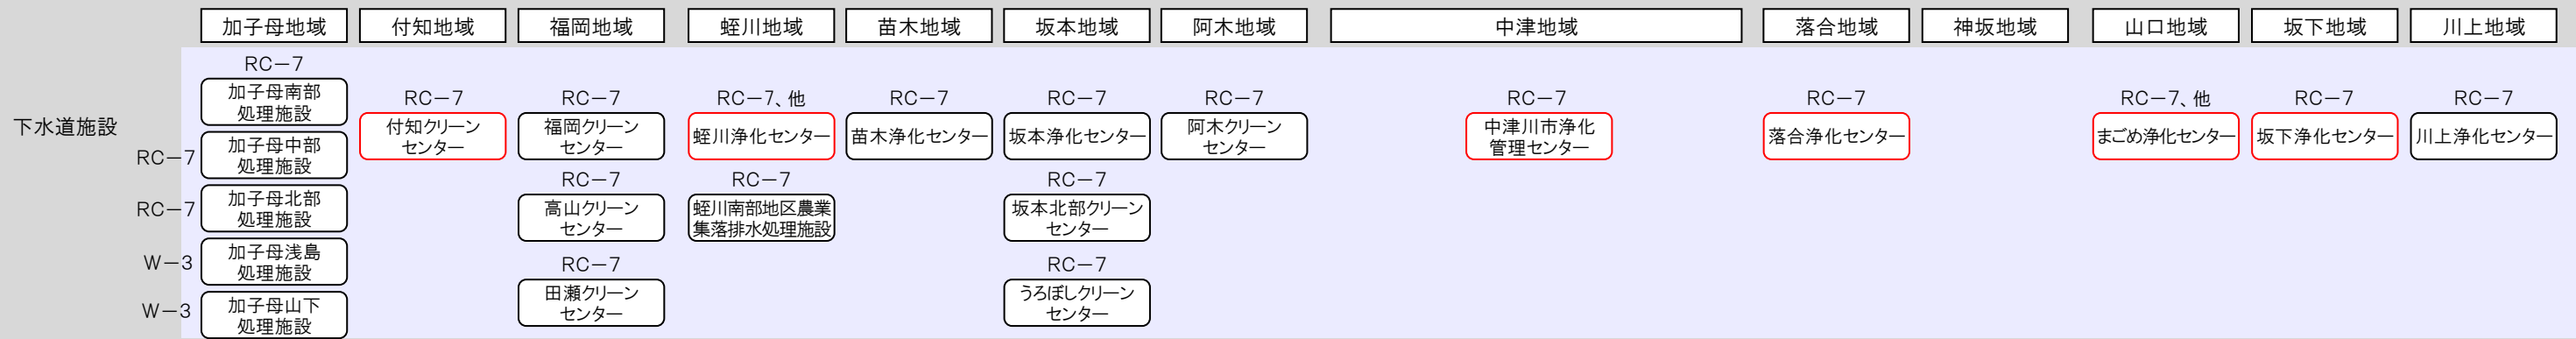 加子母地域
付知地域
福岡地域
蛭川地域
苗木地域
坂本地域
阿木地域
中津地域
落合地域
神坂地域
山口地域
坂下地域
川上地域
下水道施設
RC－7
加子母南部
処理施設
RC－7
加子母中部
処理施設
RC－7
加子母北部
処理施設
W－3
加子母浅島
処理施設
W－3
加子母山下
処理施設
RC－7
付知クリーン
センター
RC－7
福岡クリーン
センター
RC－7
高山クリーン
センター
RC－7
田瀬クリーン
センター
RC－7、他
蛭川浄化センター
RC－7
蛭川南部地区農業
集落排水処理施設
RC－7
苗木浄化センター
RC－7
坂本浄化センター
RC－7
坂本北部クリーン
センター
RC－7
うろぼしクリーン
センター
RC－7
阿木クリーン
センター
RC－7
中津川市浄化
管理センター
RC－7
落合浄化センター
RC－7、他
まごめ浄化センター
RC－7
坂下浄化センター
RC－7
川上浄化センター